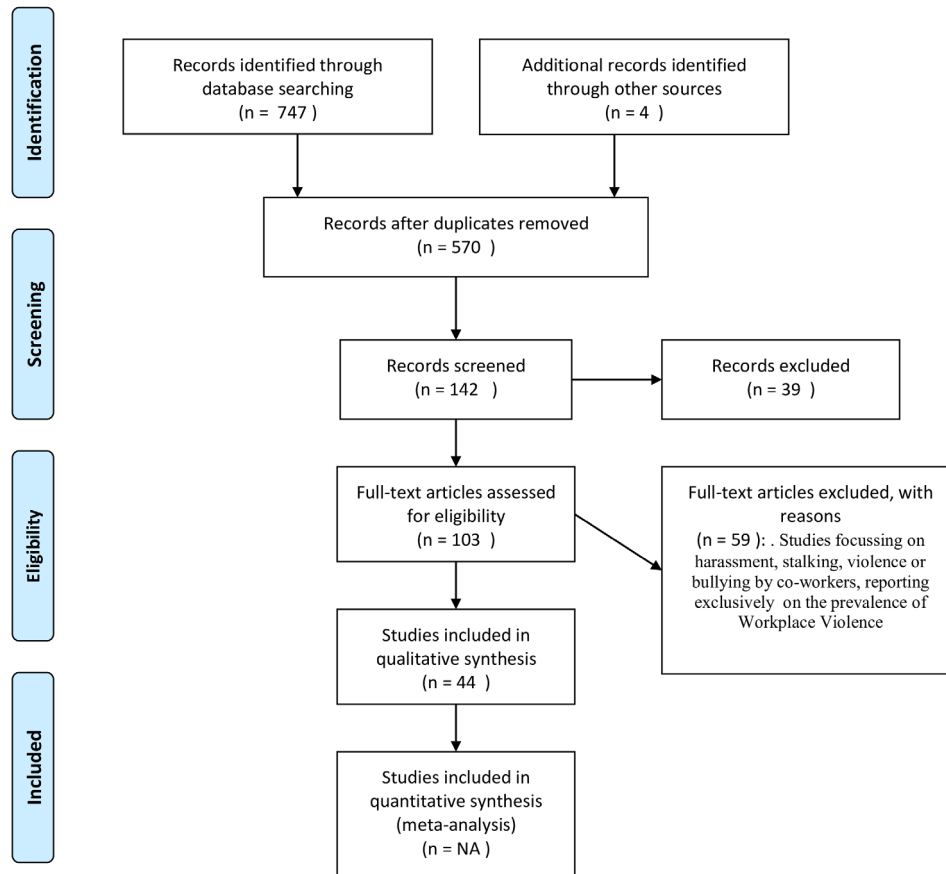 Identification
Records identified through
database searching
(n =  747   )
Additional records identified
through other sources
(n = 4   )
Screening
Records after duplicates removed
(n = 570   )
Records screened
(n = 142   )
Records excluded
(n = 39   )
Eligibility
Full-text articles assessed
for eligibility
(n = 103   )
Full-text articles excluded, with
reasons
(n = 59 ): . Studies focussing on
harassment, stalking, violence or
bullying by co-workers, reporting
exclusively  on the prevalence of
Workplace Violence
Studies included in
qualitative synthesis
(n = 44   )
Included
Studies included in
quantitative synthesis
(meta-analysis)
(n = NA )